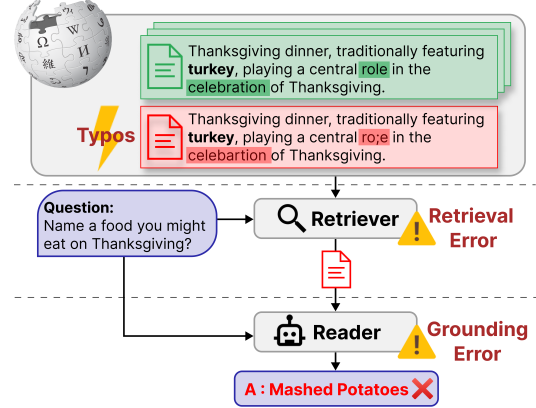 Ω
W
И
維
Thanksgiving dinner, traditionally featuring
turkey, playing a central role in the
celebration of Thanksgiving.
Typos
Thanksgiving dinner, traditionally featuring
turkey, playing a central ro;e in the
celebartion of Thanksgiving.
Question:
Name a food you might
eat on Thanksgiving?
Retriever
Retrieval
Error
Reader
Grounding
Error
A : Mashed Potatoes